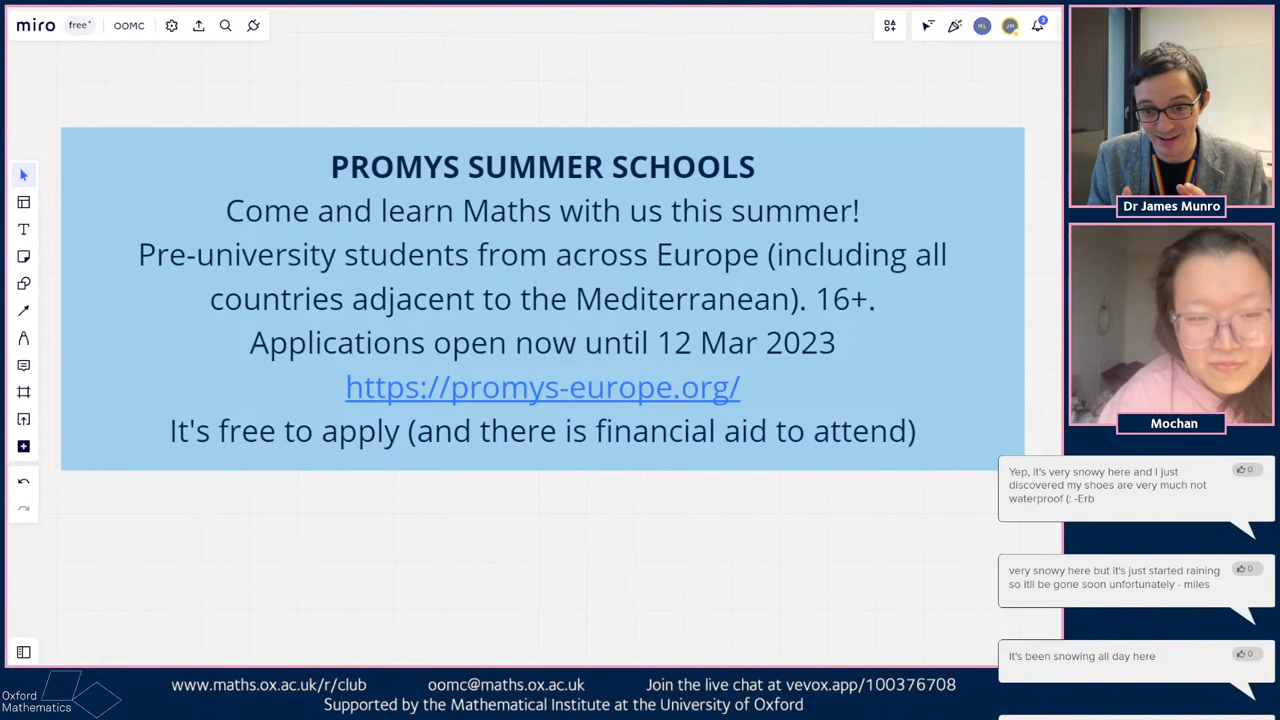 miro
free
OOMC
ML
JM
2
PROMYS SUMMER SCHOOLS
Come and learn Maths with us this summer!
Pre-university students from across Europe (including all
countries adjacent to the Mediterranean). 16+.
Applications open now until 12 Mar 2023
https://promys-europe.org/
It's free to apply (and there is financial aid to attend)
Dr James Munro
Mochan
Yep, it's very snowy here and I just
discovered my shoes are very much not
waterproof (: -Erb
0
very snowy here but it's just started raining
so itll be gone soon unfortunately - miles
0
It's been snowing all day here
0
Oxford
Mathematics
www.maths.ox.ac.uk/r/club
oomc@maths.ox.ac.uk
Join the live chat at vevox.app/100376708
Supported by the Mathematical Institute at the University of Oxford